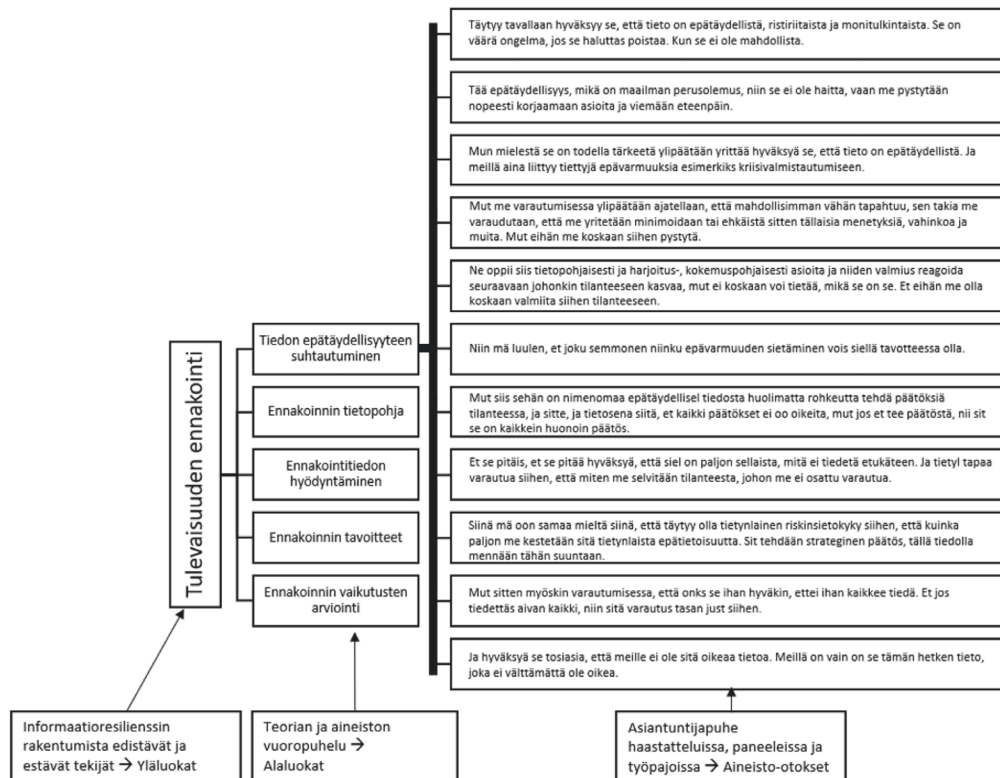 Täytyy tavallaan hyväksyy se, että tieto on epätäydellistä, ristiriitaista ja monitulkintaista. Se on
väärä ongelma, jos se haluttas poistaa. Kun se ei ole mahdollista.
Tää epätäydellisyys, mikä on maailman perusolemus, niin se ei ole haitta, vaan me pystytään
nopeesti korjaamaan asioita ja viemään eteenpäin.
Mun mielestä se on todella tärkeetä ylipäätään yrittää hyväksyä se, että tieto on epätäydellistä. Ja
meillä aina liittyy tiettyjä epävarmuuksia esimerkiks kriisivalmistautumiseen.
Mut me varautumisessa ylipäätään ajatellaan, että mahdollisimman vähän tapahtuu, sen takia me
varaudutaan, että me yritetään minimoidaan tai ehkäistä sitten tällaisia menetyksiä, vahinkoa ja
muita. Mut eihän me koskaan siihen pystytä.
Ne oppii siis tietopohjaisesti ja harjoitus-, kokemuspohjaisesti asioita ja niiden valmius reagoida
seuraavaan johonkin tilanteeseen kasvaa, mut ei koskaan voi tietää, mikä se on se. Et eihän me olla
koskaan valmiita siihen tilanteeseen.
Niin mä luulen, et joku semmonen niinku epävarmuuden sietäminen vois siellä tavotteessa olla.
Mut siis sehän on nimenomaa epätäydellisel tiedosta huolimatta rohkeutta tehdä päätöksiä
tilanteessa, ja sitte, ja tietosena siitä, et kaikki päätökset ei oo oikeita, mut jos et tee päätöstä, nii sit
se on kaikkein huonoin päätös.
Et se pitäis, et se pitää hyväksyä, että siel on paljon sellaista, mitä ei tiedetä etukäteen. Ja tietyl tapaa
varautua siihen, että miten me selvitään tilanteesta, johon me ei osattu varautua.
Siinä mä oon samaa mieltä siinä, että täytyy olla tietynlainen riskinsietokyky siihen, että kuinka
paljon me kestetään sitä tietynlaista epätietoisuutta. Sit tehdään strateginen päätös, tällä tiedolla
mennään tähän suuntaan.
Mut sitten myöskin varautumisessa, että onks se ihan hyväkin, ettei ihan kaikkee tiedä. Et jos
tiedettäs aivan kaikki, niin sitä varautus tasan just siihen.
Ja hyväksyä se tosiasia, että meille ei ole sitä oikeaa tietoa. Meillä on vain on se tämän hetken tieto,
joka ei välttämättä ole oikea.
Tulevaisuuden ennakointi
Tiedon epätäydellisyyteen
suhtautuminen
Ennakoinnin tietopohja
Ennakointitiedon
hyödyntäminen
Ennakoinnin tavoitteet
Ennakoinnin vaikutusten
arviointi
Informaatioresilienssin
rakentumista edistävät ja
estävät tekijät → Yläluokat
Teorian ja aineiston
vuoropuhelu →
Alaluokat
Asiantuntijapuhe
haastatteluissa, paneeleissa ja
työpajoissa → Aineisto-otokset